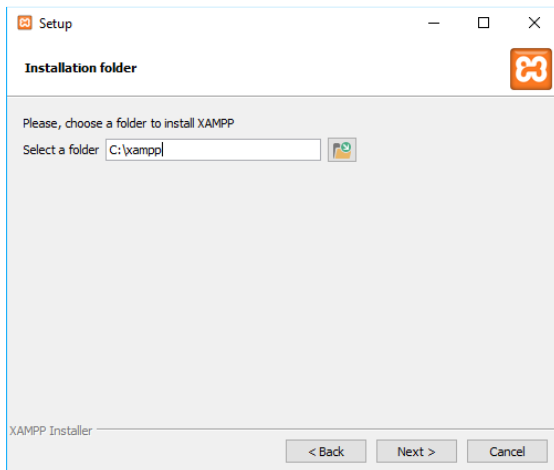 Setup
Installation folder
Please, choose a folder to install XAMPP
Select a folder C:\xampp
XAMPP Installer
< Back Next > Cancel